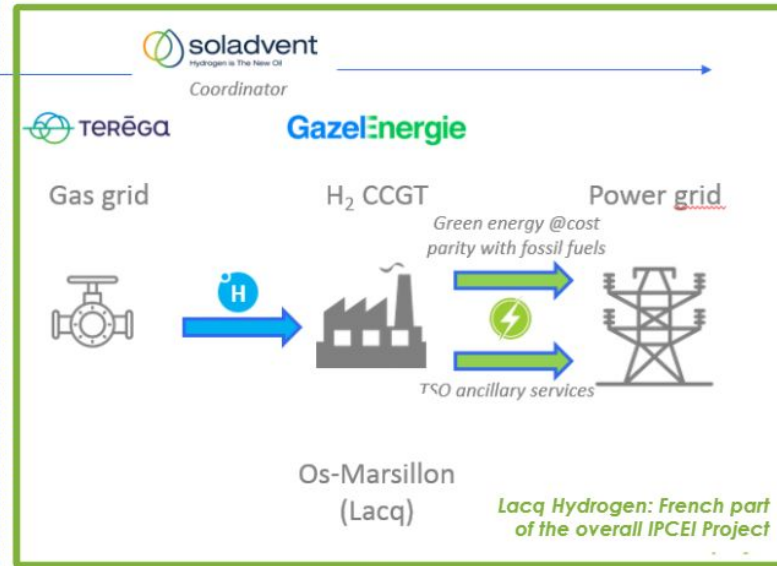 soladvent
Hydrogen is The New Oil
Coordinator
TERĒGA
GazelEnergie
Gas grid
H₂ CCGT
Power grid
Green energy @cost
parity with fossil fuels
H
TSO ancillary services
Os-Marsillon
(Lacq)
Lacq Hydrogen: French part
of the overall IPCEI Project